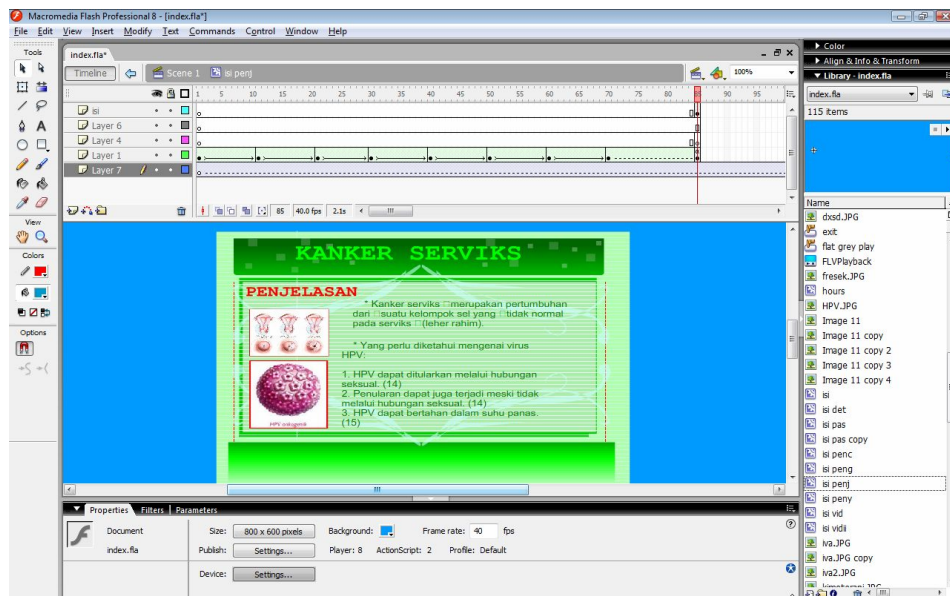 Macromedia Flash Professional 8 - [index.fla*]
File Edit View Insert Modify Text Commands Control Window Help
Tools
View
Colors
Options
index.fla*
Timeline Scene 1 isi penj 100%
1 5 10 15 20 25 30 35 40 45 50 55 60 65 70 75 80 90 95
isi
Layer 6
Layer 4
Layer 1
Layer 7
85 40.0 fps 2.1s
KANKER SERVIKS
PENJELASAN
* Kanker serviks □merupakan pertumbuhan
dari □suatu kelompok sel yang □tidak normal
pada serviks □(leher rahim).
* Yang perlu diketahui mengenai virus
HPV:
1. HPV dapat ditularkan melalui hubungan
seksual. (14)
2. Penularan dapat juga terjadi meski tidak
melalui hubungan seksual. (14)
3. HPV dapat bertahan dalam suhu panas.
(15)
Properties Filters Parameters
Document
index.fla
Size: 800 x 600 pixels Background: Frame rate: 40 fps
Publish: Settings... Player: 8 ActionScript: 2 Profile: Default
Device: Settings...
Color
Align & Info & Transform
Library - index.fla
index.fla
115 items
Name
dxsd.JPG
exit
flat grey play
FLVPlayback
fresek.JPG
hours
HPV.JPG
Image 11
Image 11 copy
Image 11 copy 2
Image 11 copy 3
Image 11 copy 4
isi
isi det
isi pas
isi pas copy
isi penc
isi peng
isi penj
isi peny
isi vid
isi vidii
iva.JPG
iva.JPG copy
iva2.JPG